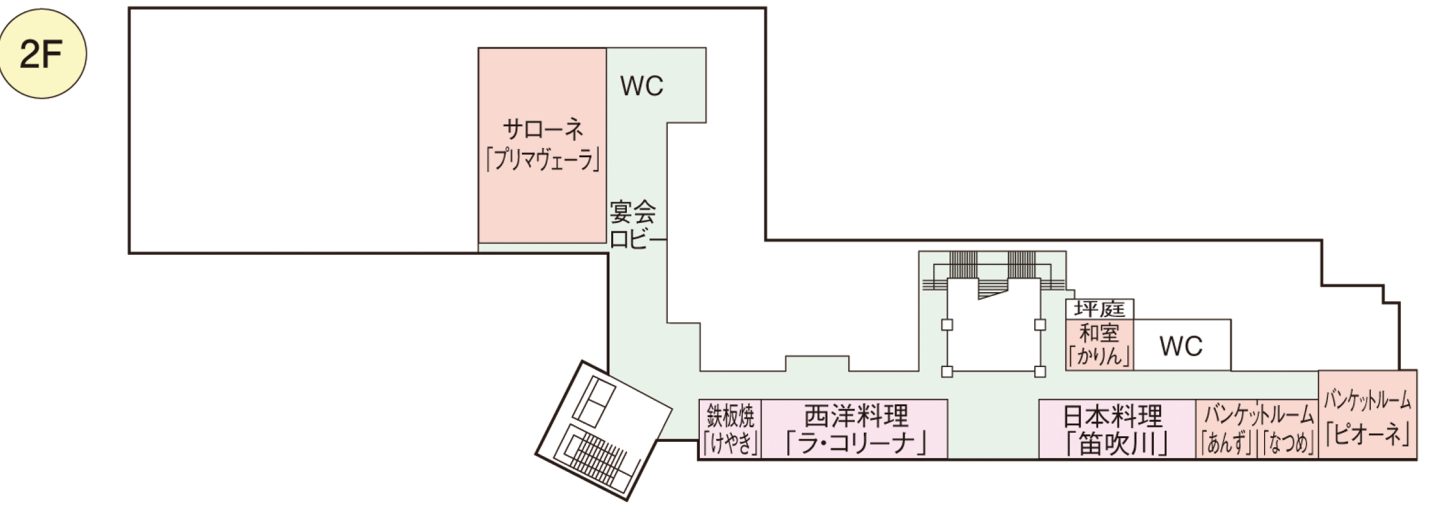 2F
WC
サローネ
「プリマヴェーラ」
宴会
ロビー
坪庭
和室
「かりん」
WC
鉄板焼
「けやき」
西洋料理
「ラ・コリーナ」
日本料理
「笛吹川」
バンケットルーム
「あんず」「なつめ」
バンケットルーム
「ピオーネ」